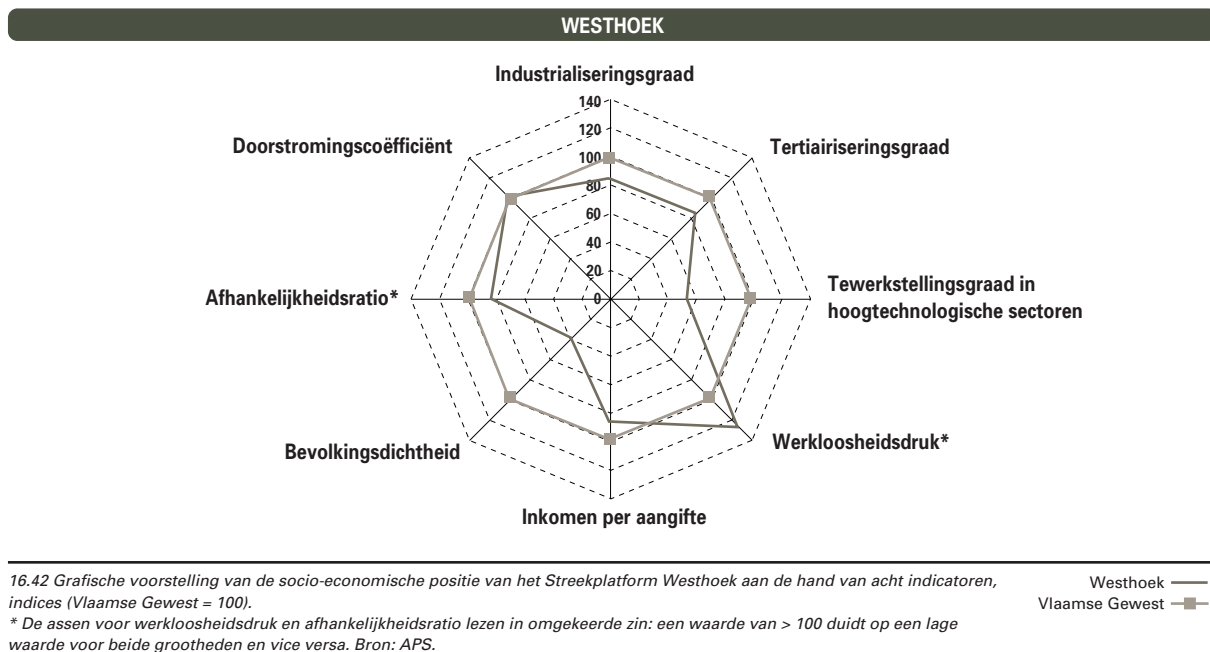 WESTHOEK
Industrialiseringsgraad
140
120
100
80
60
40
20
0
Doorstromingscoëfficiënt
Tertiairiseringsgraad
Afhankelijkheidsratio*
Tewerkstellingsgraad in
hoogtechnologische sectoren
Bevolkingsdichtheid
Werkloosheidsdruk*
Inkomen per aangifte
16.42 Grafische voorstelling van de socio-economische positie van het Streekplatform Westhoek aan de hand van acht indicatoren,
indices (Vlaamse Gewest = 100).
* De assen voor werkloosheidsdruk en afhankelijkheidsratio lezen in omgekeerde zin: een waarde van > 100 duidt op een lage
waarde voor beide grootheden en vice versa. Bron: APS.
Westhoek
Vlaamse Gewest